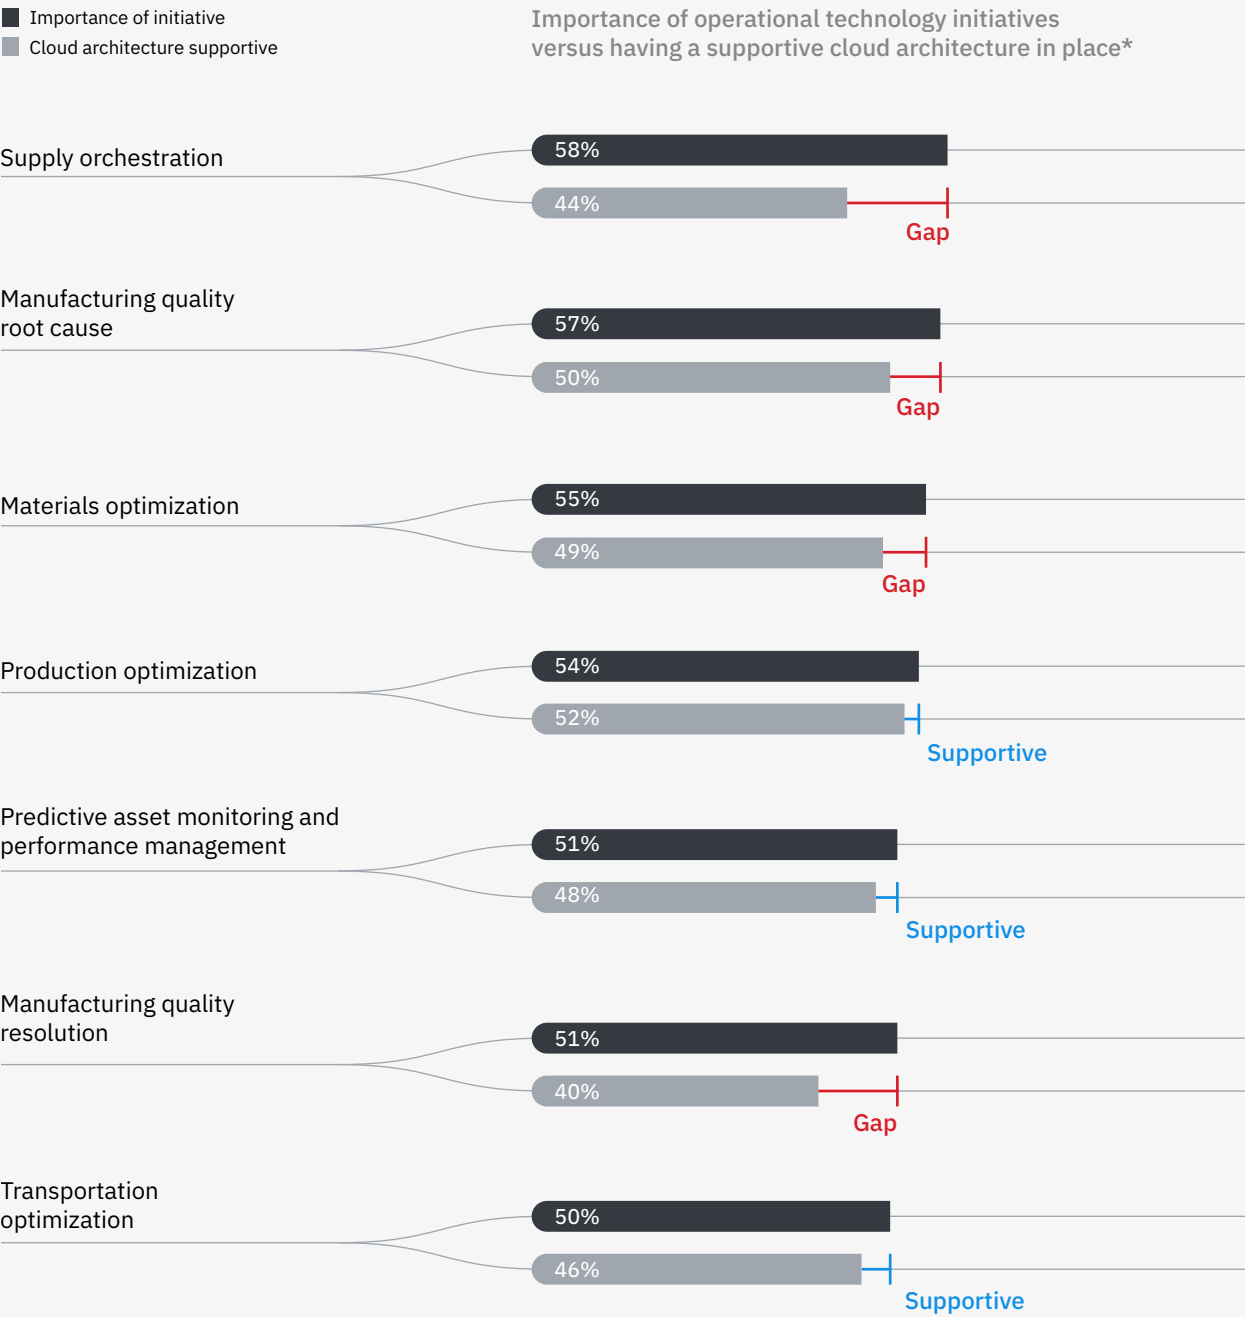 Importance of initiative
Cloud architecture supportive
Importance of operational technology initiatives
versus having a supportive cloud architecture in place*
Supply orchestration
58%
44%
Gap
Manufacturing quality
root cause
57%
50%
Gap
Materials optimization
55%
49%
Gap
Production optimization
54%
52%
Supportive
Predictive asset monitoring and
performance management
51%
48%
Supportive
Manufacturing quality
resolution
51%
40%
Gap
Transportation
optimization
50%
46%
Supportive